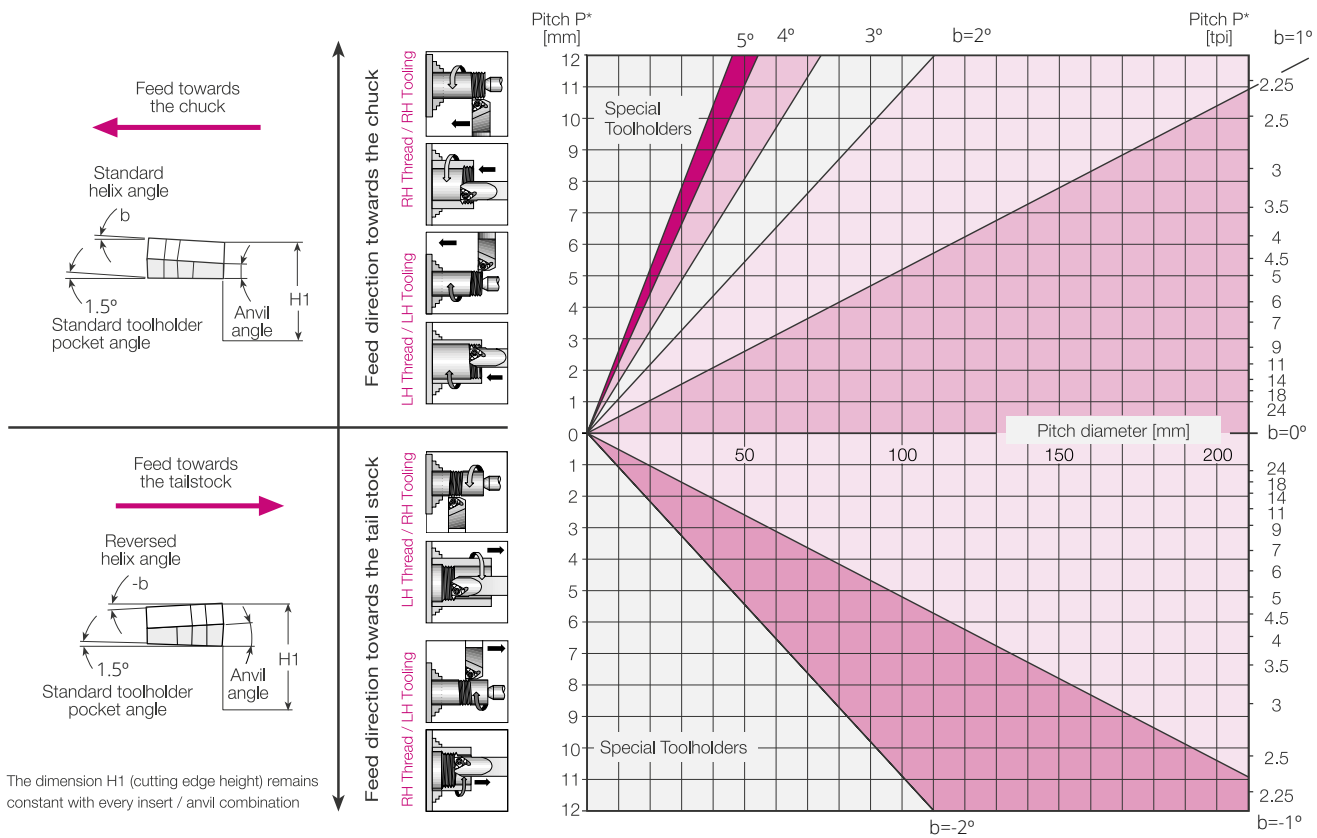 Feed towards
the chuck
Standard
helix angle
b
1.5º
Standard toolholder
pocket angle
Anvil
angle
H1
Feed towards
the tailstock
Reversed
helix angle
-b
1.5º
Standard toolholder
pocket angle
Anvil
angle
H1
The dimension H1 (cutting edge height) remains
constant with every insert / anvil combination
Feed direction towards the chuck
RH Thread / RH Tooling
LH Thread / LH Tooling
Feed direction towards the tail stock
LH Thread / RH Tooling
RH Thread / LH Tooling
Pitch P*
[mm]
5º
4º
3º
b=2º
Pitch P*
[tpi]
b=1º
12
11
10
9
8
7
6
5
4
3
2
1
0
1
2
3
4
5
6
7
8
9
10
11
12
Special
Toolholders
Pitch diameter [mm]
50
100
150
200
Special Toolholders
2.25
2.5
3
3.5
4
4.5
5
6
7
9
11
14
18
24
b=0º
24
18
14
11
9
7
6
5
4.5
4
3.5
3
2.5
2.25
b=-1º
b=-2º